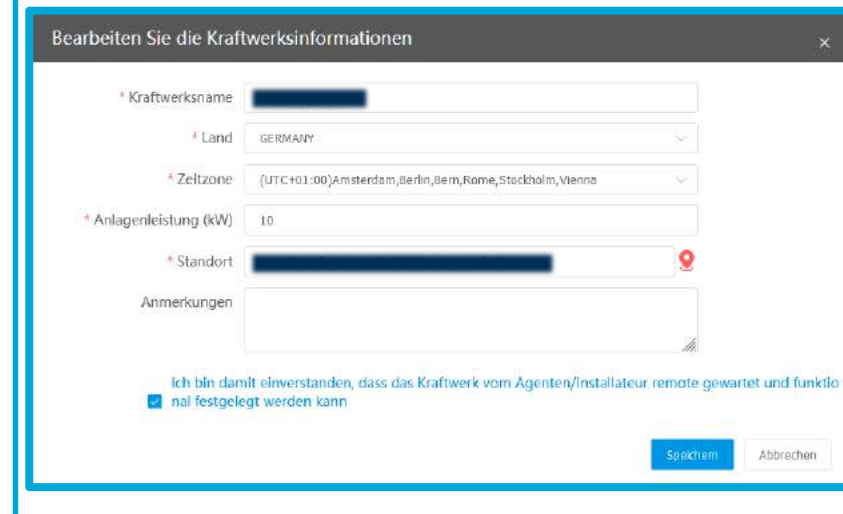 Bearbeiten Sie die Kraftwerksinformationen
* Kraftwerksname
* Land GERMANY
* Zeitzone (UTC+01:00)Amsterdam,Berlin,Bern,Rome,Stockholm,Vienna
* Anlagenleistung (kW) 10
* Standort
Anmerkungen
Ich bin damit einverstanden, dass das Kraftwerk vom Agenten/Installateur remote gewartet und funktio
nal festgelegt werden kann
Speichern Abbrechen